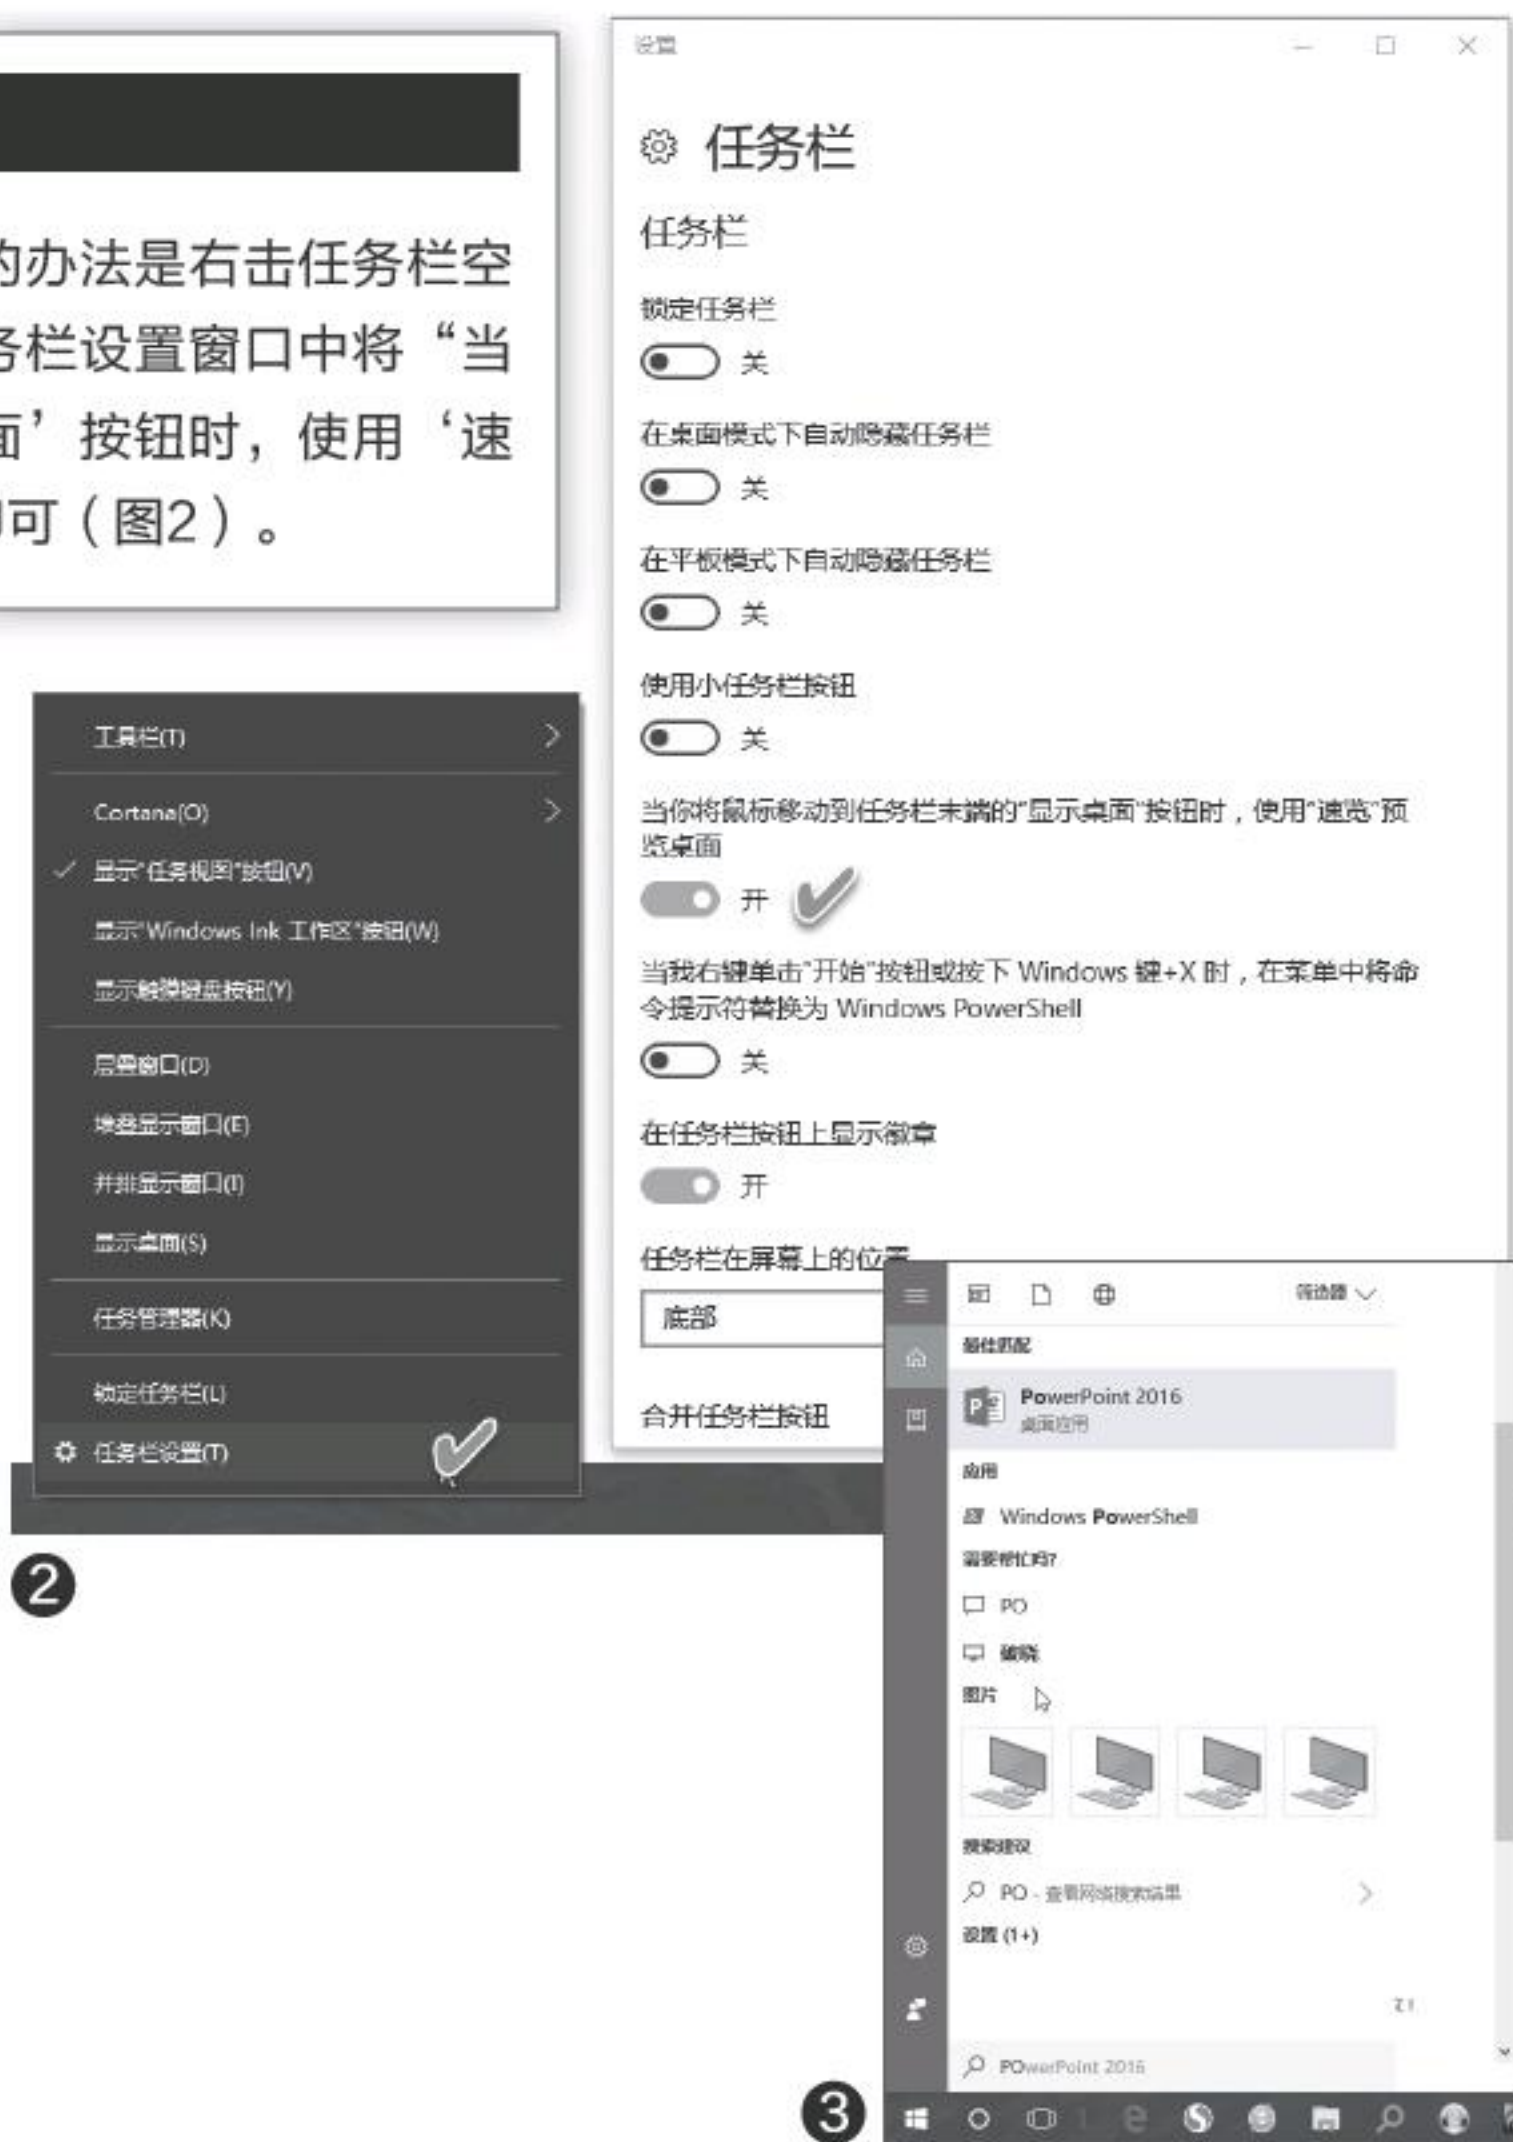 的办法是右击任务栏空
务栏设置窗口中将“当
面’按钮时，使用‘速
即可（图2）。
工具栏(T)
Cortana(O)
显示"任务视图"按钮(V)
显示"Windows Ink 工作区"按钮(W)
显示触摸键盘按钮(Y)
层叠窗口(D)
堆叠显示窗口(E)
并排显示窗口(I)
显示桌面(S)
任务管理器(K)
锁定任务栏(L)
任务栏设置(T)
2
设置
任务栏
任务栏
锁定任务栏
关
在桌面模式下自动隐藏任务栏
关
在平板模式下自动隐藏任务栏
关
使用小任务栏按钮
关
当你将鼠标移动到任务栏末端的"显示桌面"按钮时，使用"速览"预
览桌面
开
当我右键单击"开始"按钮或按下 Windows 键+X 时，在菜单中将命
令提示符替换为 Windows PowerShell
关
在任务栏按钮上显示徽章
开
任务栏在屏幕上的位置
底部
合并任务栏按钮
筛选器
最佳匹配
PowerPoint 2016
桌面应用
应用
Windows PowerShell
需要帮忙吗?
PO
破晓
图片
搜索建议
PO - 查看网络搜索结果
设置 (1+)
POwerPoint 2016
3